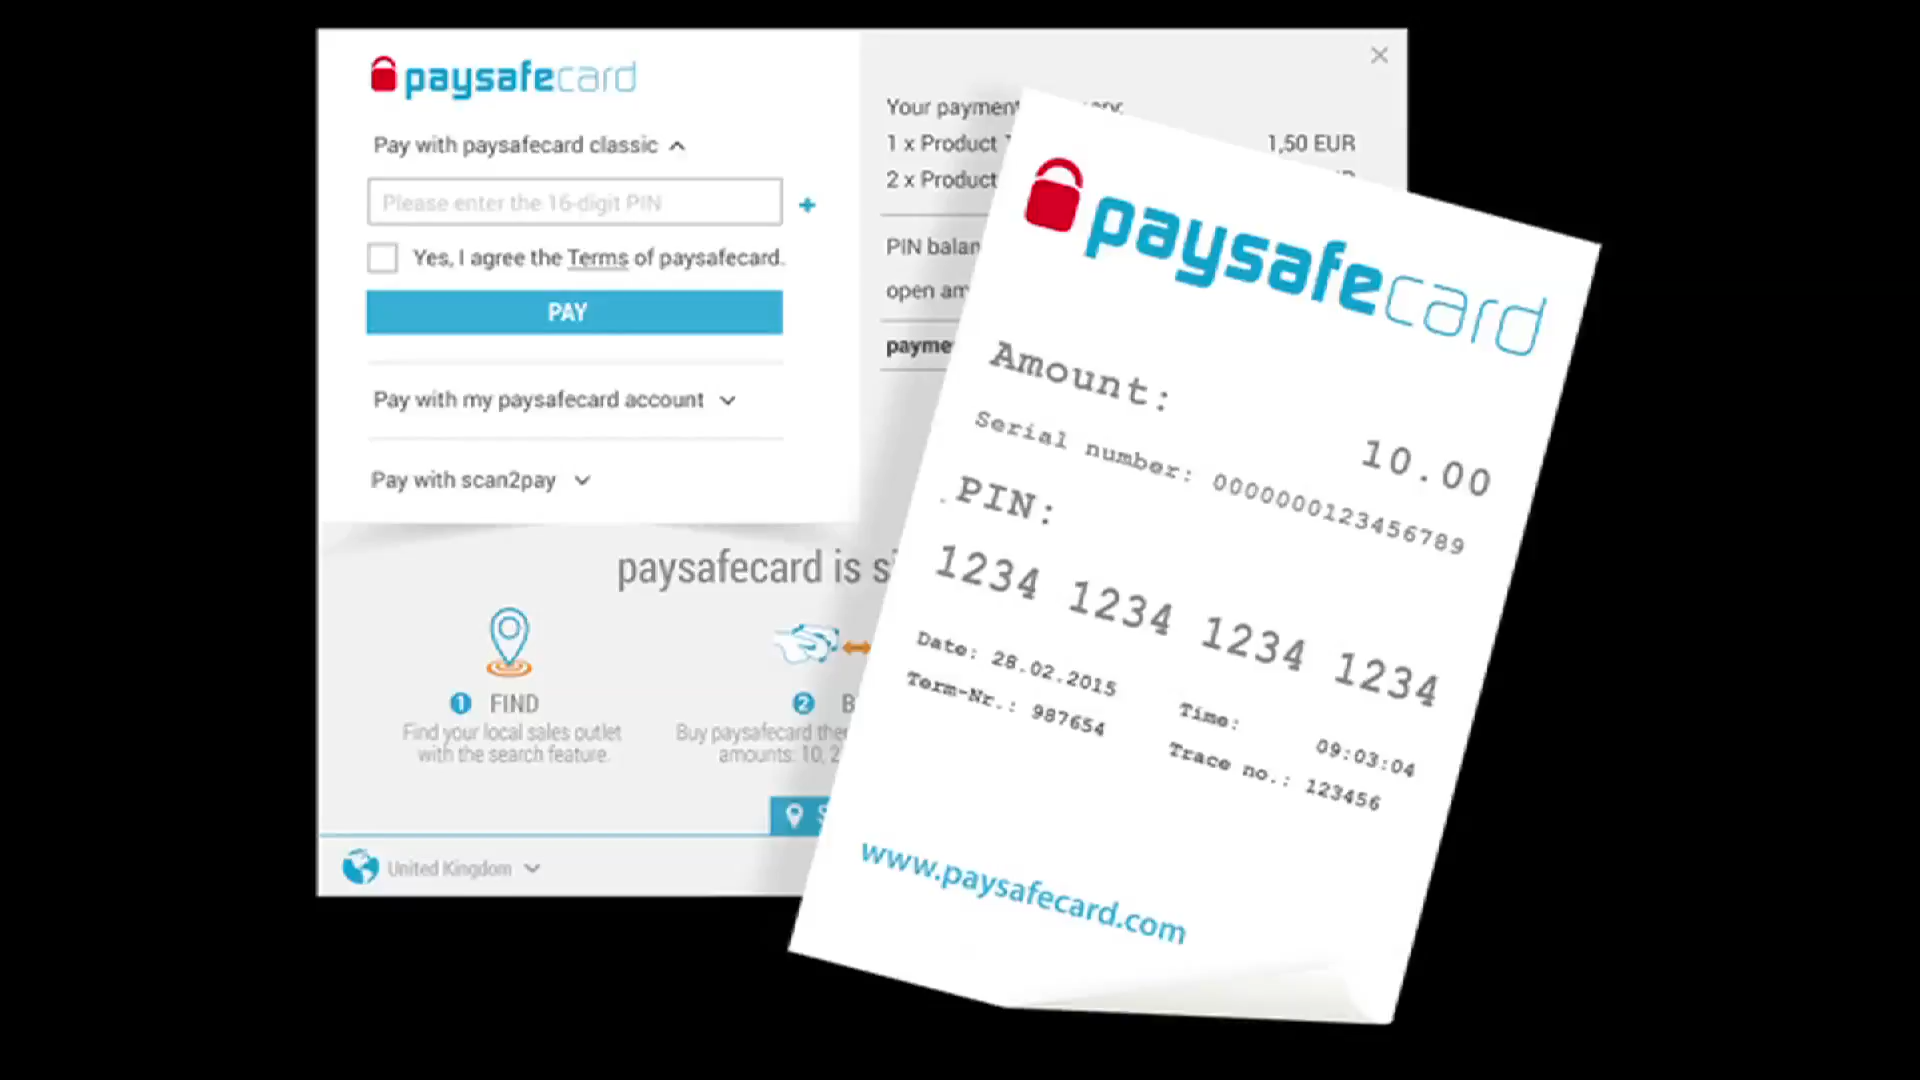 paysafecard
Pay with paysafecard classic
Please enter the 16-digit PIN
Yes, I agree the Terms of paysafecard.
PAY
Pay with my paysafecard account
Pay with scan2pay
Your payment
1 x Product
1,50 EUR
2 x Product
PIN balan
open am
payme
paysafecard is s
1 FIND
Find your local sales outlet
with the search feature.
2 B
Buy paysafecard the
amounts: 10, 2
United Kingdom
paysafecard
Amount:
10.00
Serial number: 0000000123456789
PIN:
1234 1234 1234 1234
Date: 28.02.2015
Time: 09:03:04
Term-Nr.: 987654
Trace no.: 123456
www.paysafecard.com